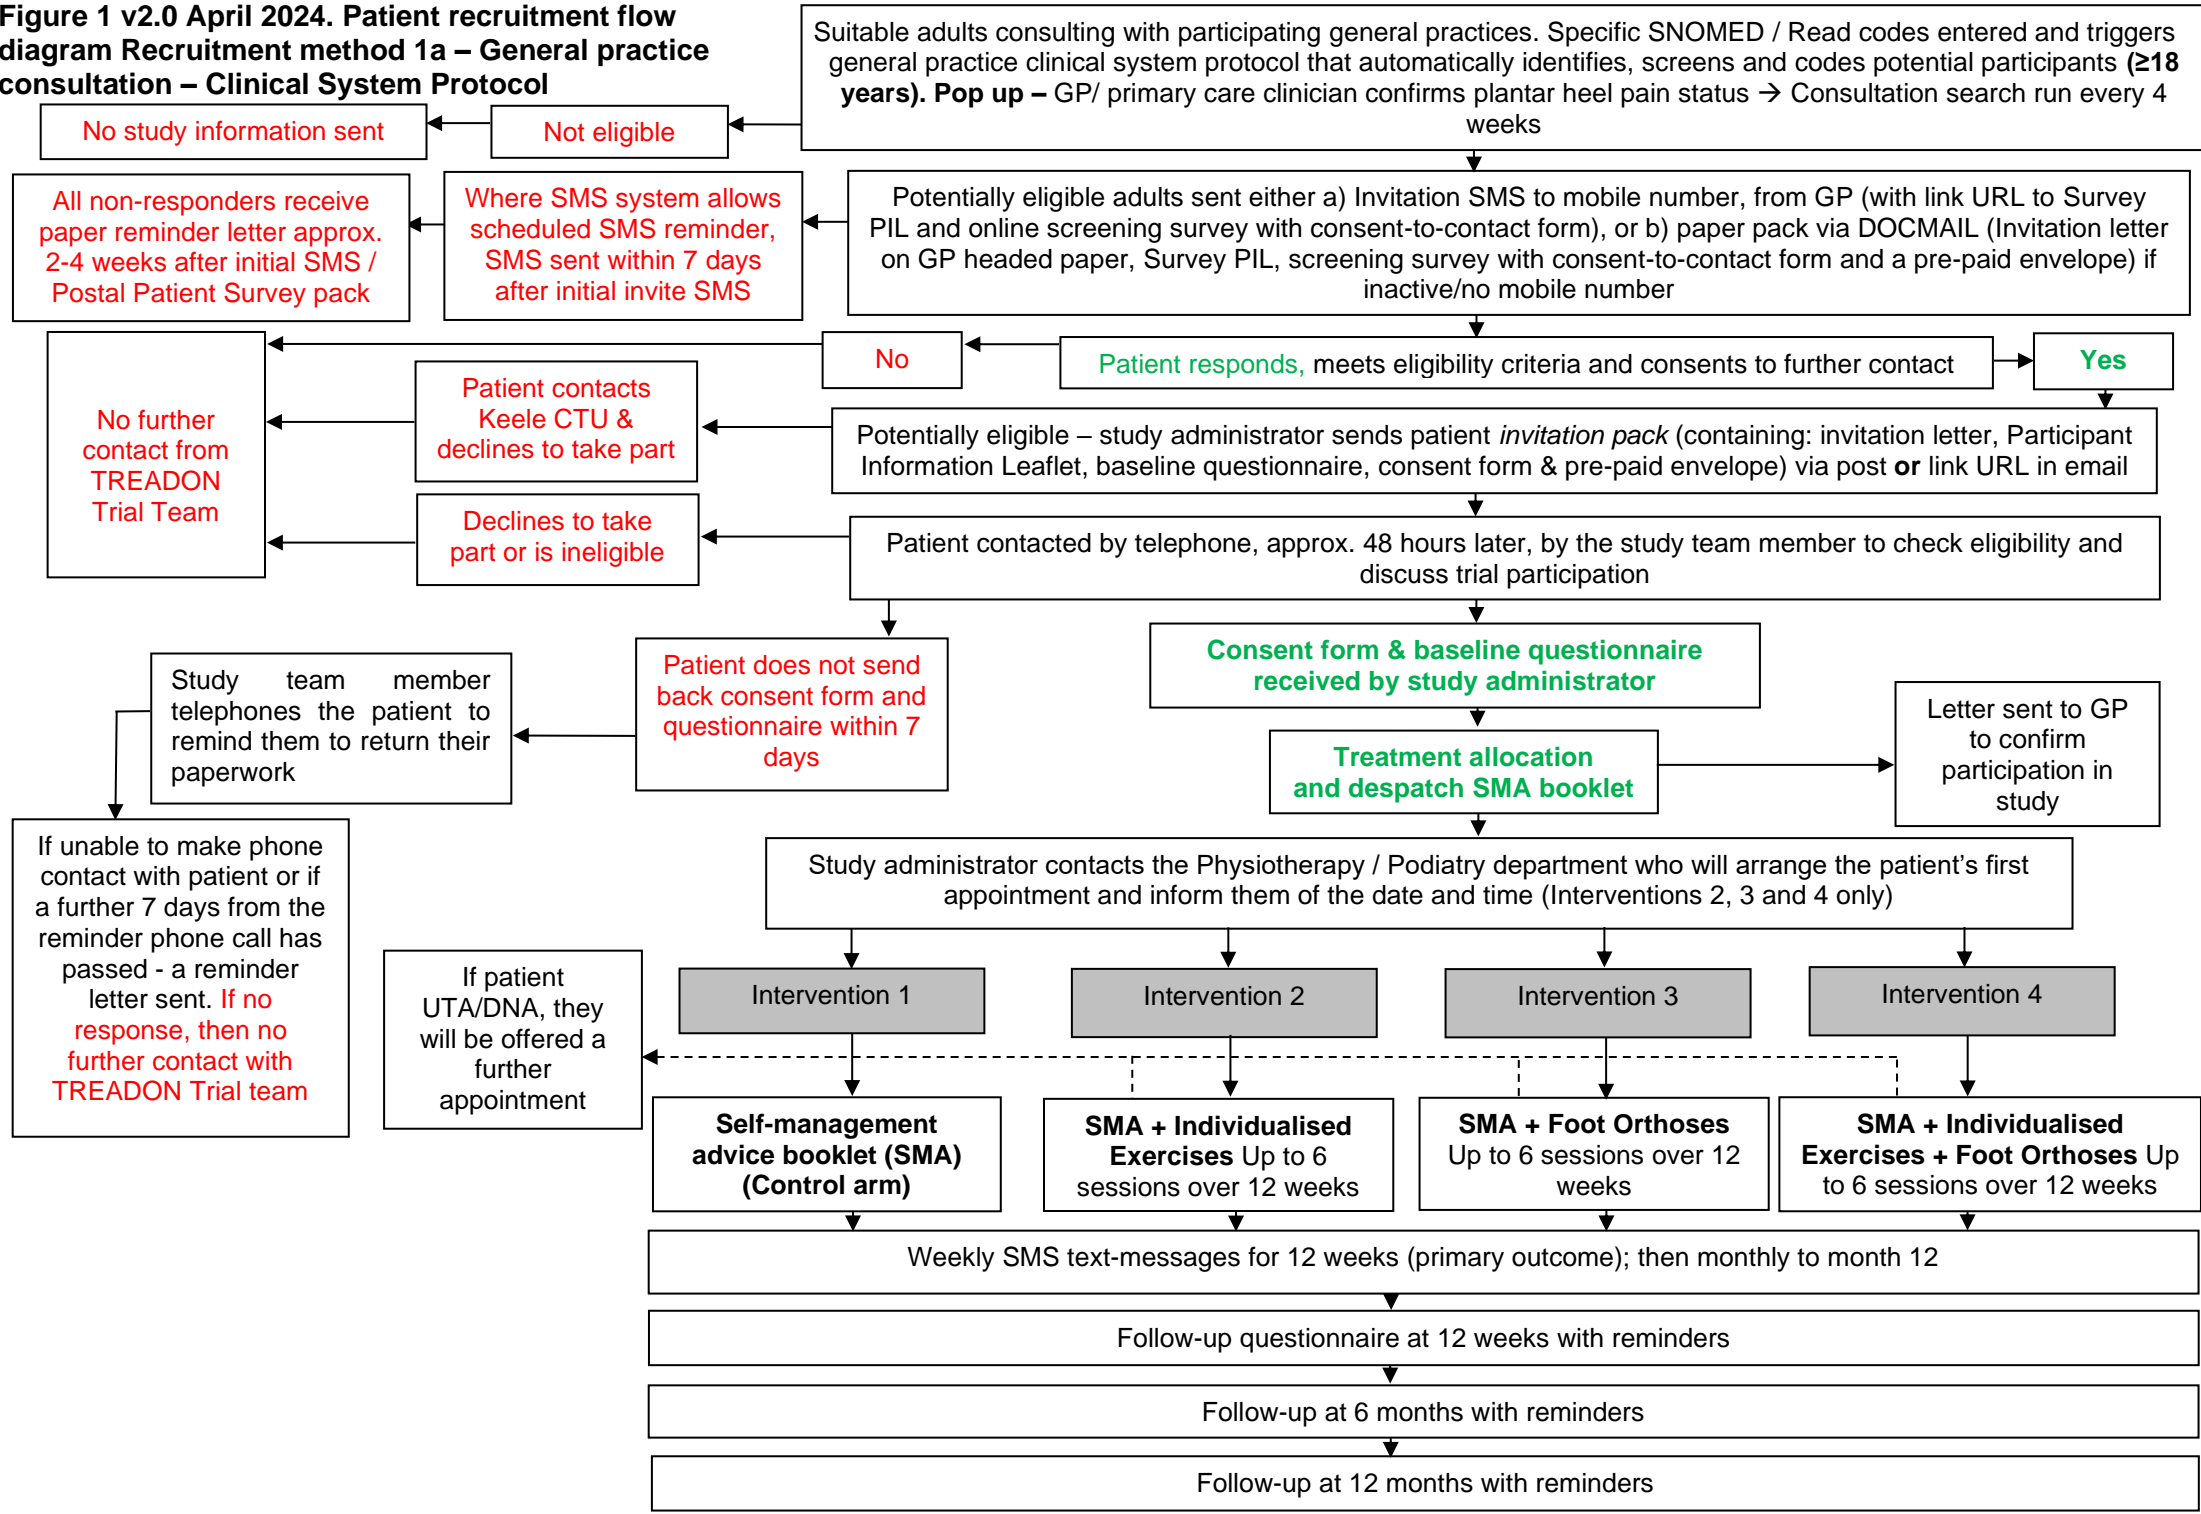 Figure 1 v2.0 April 2024. Patient recruitment flow
diagram Recruitment method 1a – General practice
consultation – Clinical System Protocol
Suitable adults consulting with participating general practices. Specific SNOMED / Read codes entered and triggers
general practice clinical system protocol that automatically identifies, screens and codes potential participants (≥18
years). Pop up – GP/ primary care clinician confirms plantar heel pain status → Consultation search run every 4
weeks
Not eligible
No study information sent
Potentially eligible adults sent either a) Invitation SMS to mobile number, from GP (with link URL to Survey
PIL and online screening survey with consent-to-contact form), or b) paper pack via DOCMAIL (Invitation letter
on GP headed paper, Survey PIL, screening survey with consent-to-contact form and a pre-paid envelope) if
inactive/no mobile number
Where SMS system allows
scheduled SMS reminder,
SMS sent within 7 days
after initial invite SMS
All non-responders receive
paper reminder letter approx.
2-4 weeks after initial SMS /
Postal Patient Survey pack
Patient responds, meets eligibility criteria and consents to further contact
Yes
No
No further
contact from
TREADON
Trial Team
Potentially eligible – study administrator sends patient invitation pack (containing: invitation letter, Participant
Information Leaflet, baseline questionnaire, consent form & pre-paid envelope) via post or link URL in email
Patient contacts
Keele CTU &
declines to take part
Patient contacted by telephone, approx. 48 hours later, by the study team member to check eligibility and
discuss trial participation
Declines to take
part or is ineligible
Consent form & baseline questionnaire
received by study administrator
Patient does not send
back consent form and
questionnaire within 7
days
Study team member
telephones the patient to
remind them to return their
paperwork
If unable to make phone
contact with patient or if
a further 7 days from the
reminder phone call has
passed - a reminder
letter sent. If no
response, then no
further contact with
TREADON Trial team
Treatment allocation
and despatch SMA booklet
Letter sent to GP
to confirm
participation in
study
Study administrator contacts the Physiotherapy / Podiatry department who will arrange the patient’s first
appointment and inform them of the date and time (Interventions 2, 3 and 4 only)
If patient
UTA/DNA, they
will be offered a
further
appointment
Intervention 1
Intervention 2
Intervention 3
Intervention 4
Self-management
advice booklet (SMA)
(Control arm)
SMA + Individualised
Exercises Up to 6
sessions over 12 weeks
SMA + Foot Orthoses
Up to 6 sessions over 12
weeks
SMA + Individualised
Exercises + Foot Orthoses Up
to 6 sessions over 12 weeks
Weekly SMS text-messages for 12 weeks (primary outcome); then monthly to month 12
Follow-up questionnaire at 12 weeks with reminders
Follow-up at 6 months with reminders
Follow-up at 12 months with reminders